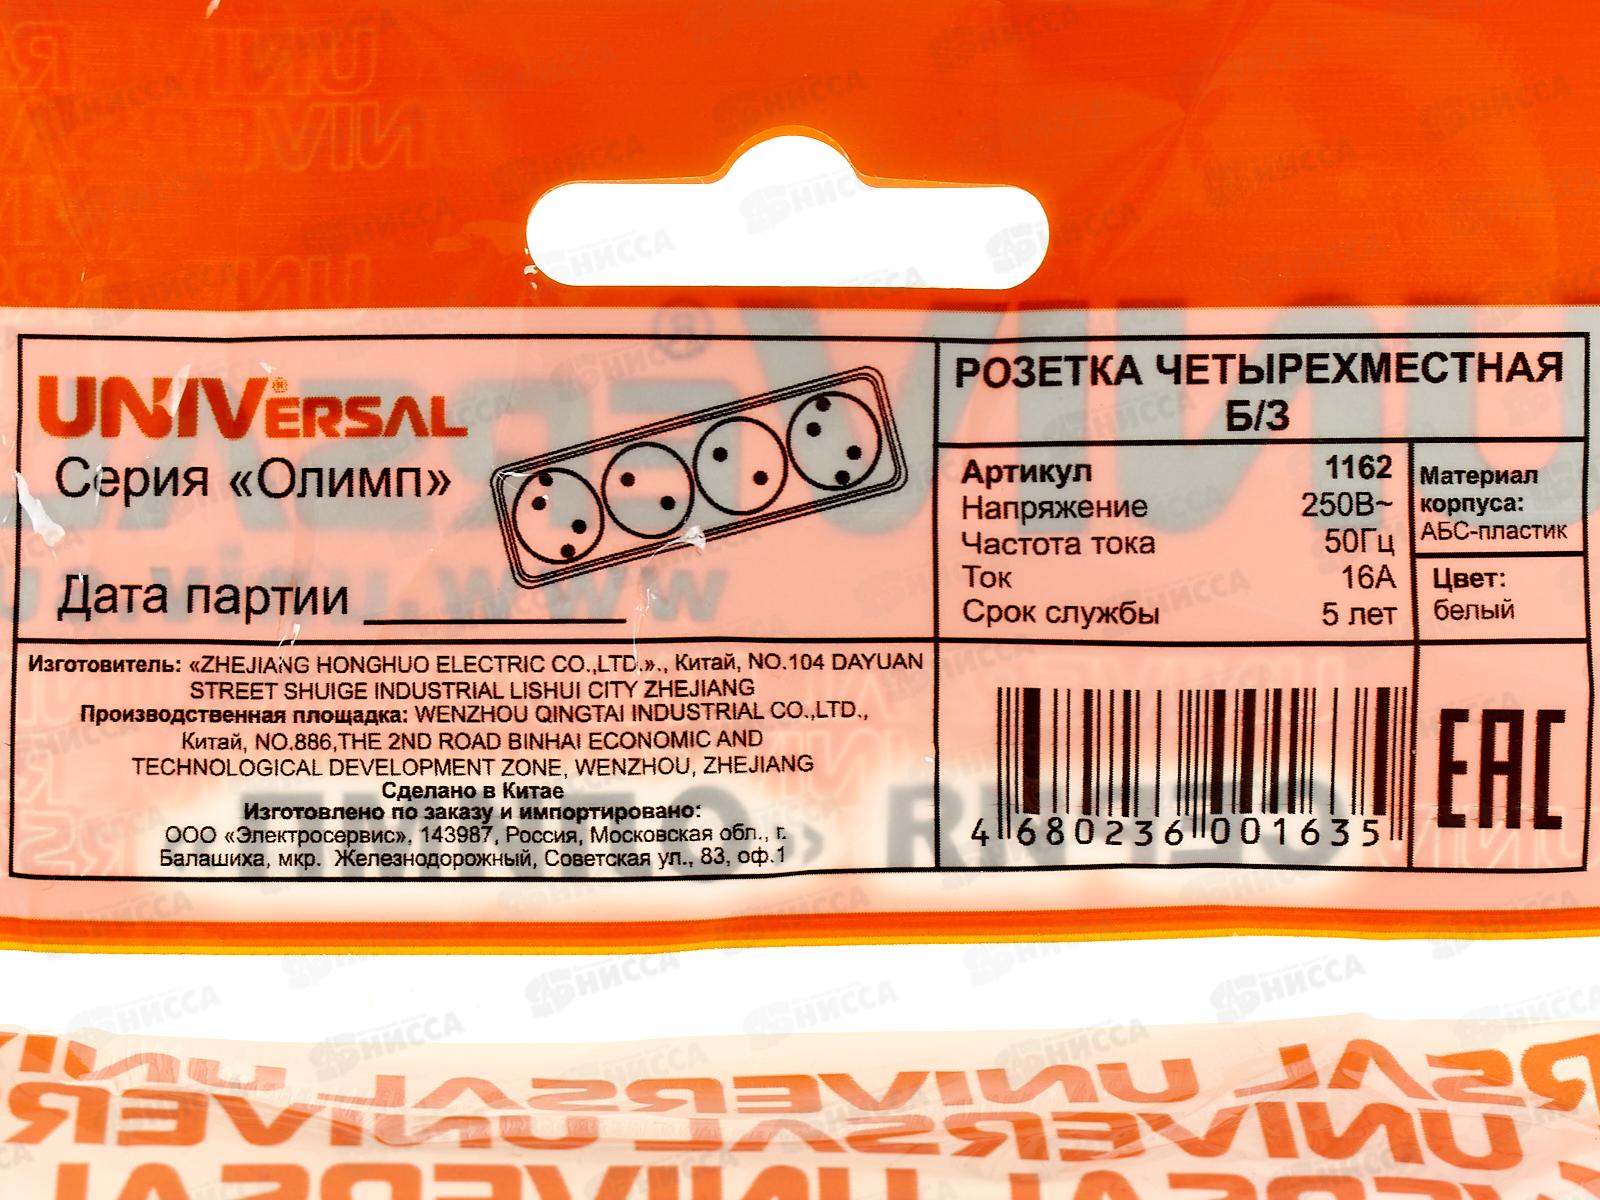 UNIVERSAL
Серия «Олимп»
Дата партии
РОЗЕТКА ЧЕТЫРЕХМЕСТНАЯ
Б/З
Артикул 1162
Напряжение 250В~
Частота тока 50Гц
Ток 16А
Срок службы 5 лет
Материал
корпуса:
АБС-пластик
Цвет:
белый
Изготовитель: «ZHEJIANG HONGHUO ELECTRIC CO.,LTD.»., Китай, NO.104 DAYUAN
STREET SHUIGE INDUSTRIAL LISHUI CITY ZHEJIANG
Производственная площадка: WENZHOU QINGTAI INDUSTRIAL CO.,LTD.,
Китай, NO.886,THE 2ND ROAD BINHAI ECONOMIC AND
TECHNOLOGICAL DEVELOPMENT ZONE, WENZHOU, ZHEJIANG
Сделано в Китае
Изготовлено по заказу и импортировано:
ООО «Электросервис», 143987, Россия, Московская обл., г.
Балашиха, мкр. Железнодорожный, Советская ул., 83, оф.1
4 680236 001635
EAC
UNIVERSAL UNIVERSAL
UNIVERSAL UNIVERSAL